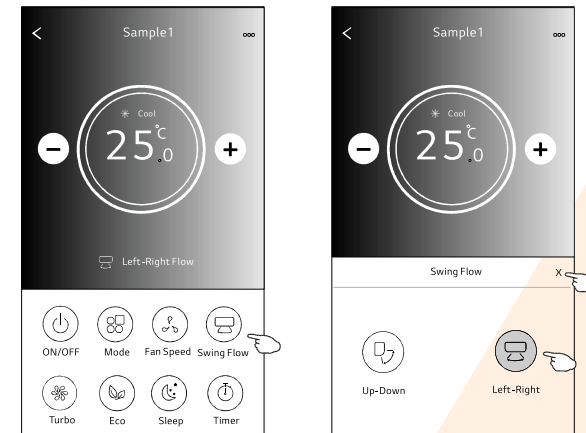 Sample1
Cool
25.0℃
Left-Right Flow
ON/OFF Mode Fan Speed Swing Flow
Turbo Eco Sleep Timer
Sample1
Cool
25.0℃
Swing Flow X
Up-Down Left-Right